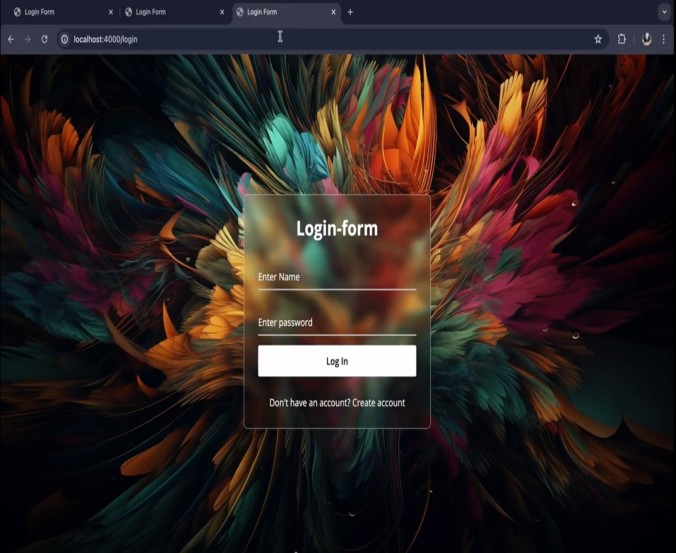 Login Form
Login Form
Login Form
localhost:4000/login
Login-form
Enter Name
Enter password
Log In
Don't have an account? Create account